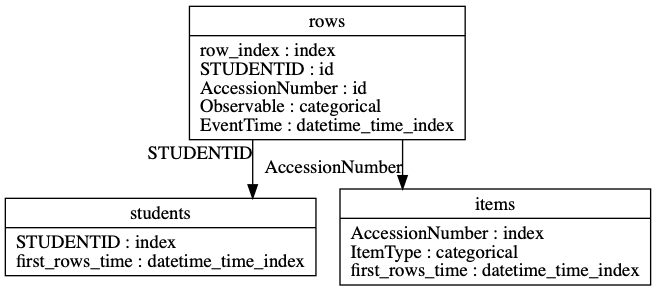 rows
row_index : index
STUDENTID : id
AccessionNumber : id
Observable : categorical
EventTime : datetime_time_index
STUDENTID
AccessionNumber
students
STUDENTID : index
first_rows_time : datetime_time_index
items
AccessionNumber : index
ItemType : categorical
first_rows_time : datetime_time_index